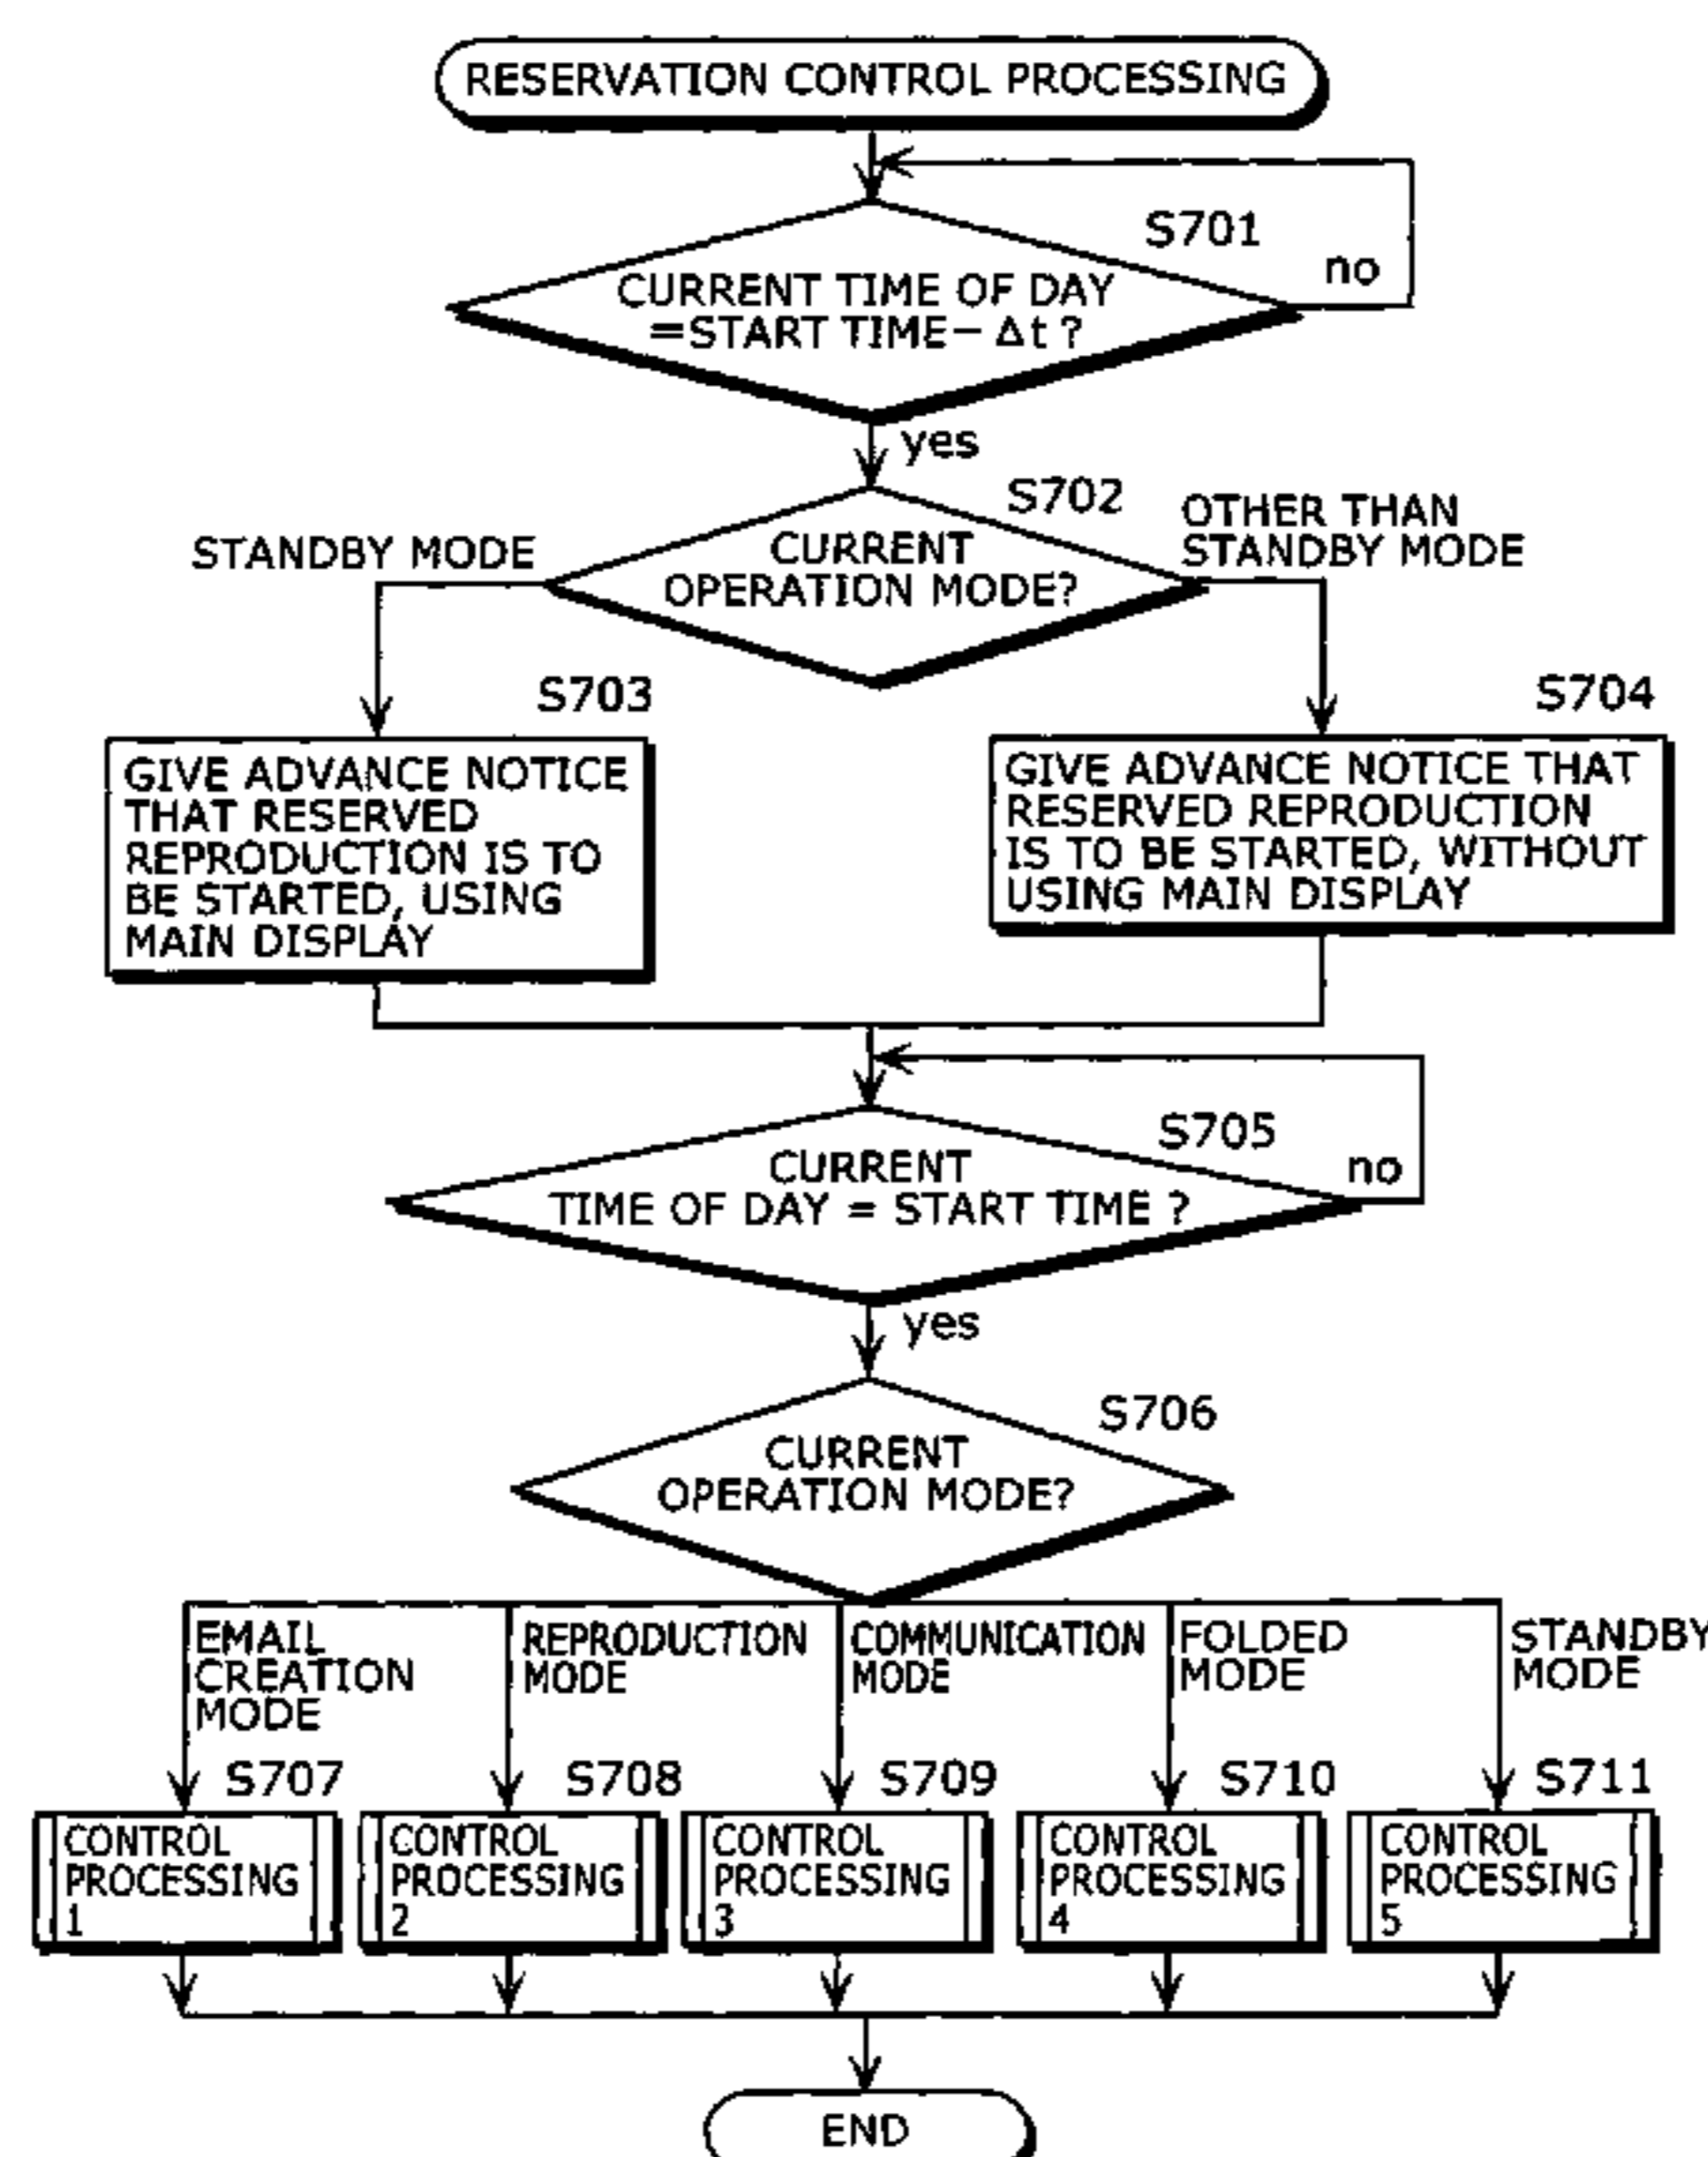 RESERVATION CONTROL PROCESSING
S701
no
CURRENT TIME OF DAY
=START TIME－Δt？
yes
S702
STANDBY MODE
OTHER THAN
STANDBY MODE
CURRENT
OPERATION MODE?
S703
GIVE ADVANCE NOTICE
THAT RESERVED
REPRODUCTION IS TO
BE STARTED, USING
MAIN DISPLAY
S704
GIVE ADVANCE NOTICE THAT
RESERVED REPRODUCTION
IS TO BE STARTED, WITHOUT
USING MAIN DISPLAY
S705
no
CURRENT
TIME OF DAY = START TIME ?
yes
S706
CURRENT
OPERATION MODE?
EMAIL
CREATION
MODE
REPRODUCTION
MODE
COMMUNICATION
MODE
FOLDED
MODE
STANDBY
MODE
S707
CONTROL
PROCESSING
1
S708
CONTROL
PROCESSING
2
S709
CONTROL
PROCESSING
3
S710
CONTROL
PROCESSING
4
S711
CONTROL
PROCESSING
5
END